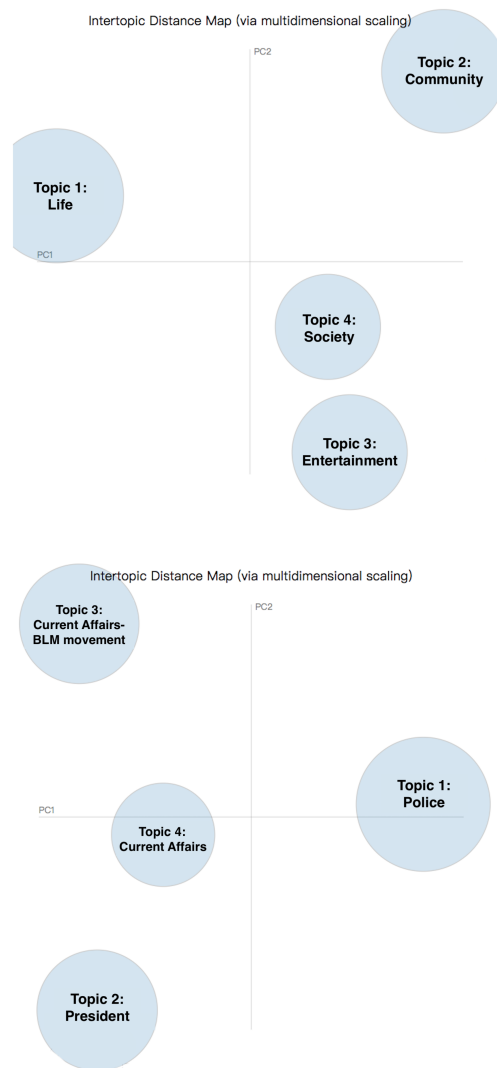 Intertopic Distance Map (via multidimensional scaling)
PC2
Topic 2:
Community
Topic 1:
Life
PC1
Topic 4:
Society
Topic 3:
Entertainment
Intertopic Distance Map (via multidimensional scaling)
PC2
Topic 3:
Current Affairs-
BLM movement
Topic 1:
Police
PC1
Topic 4:
Current Affairs
Topic 2:
President